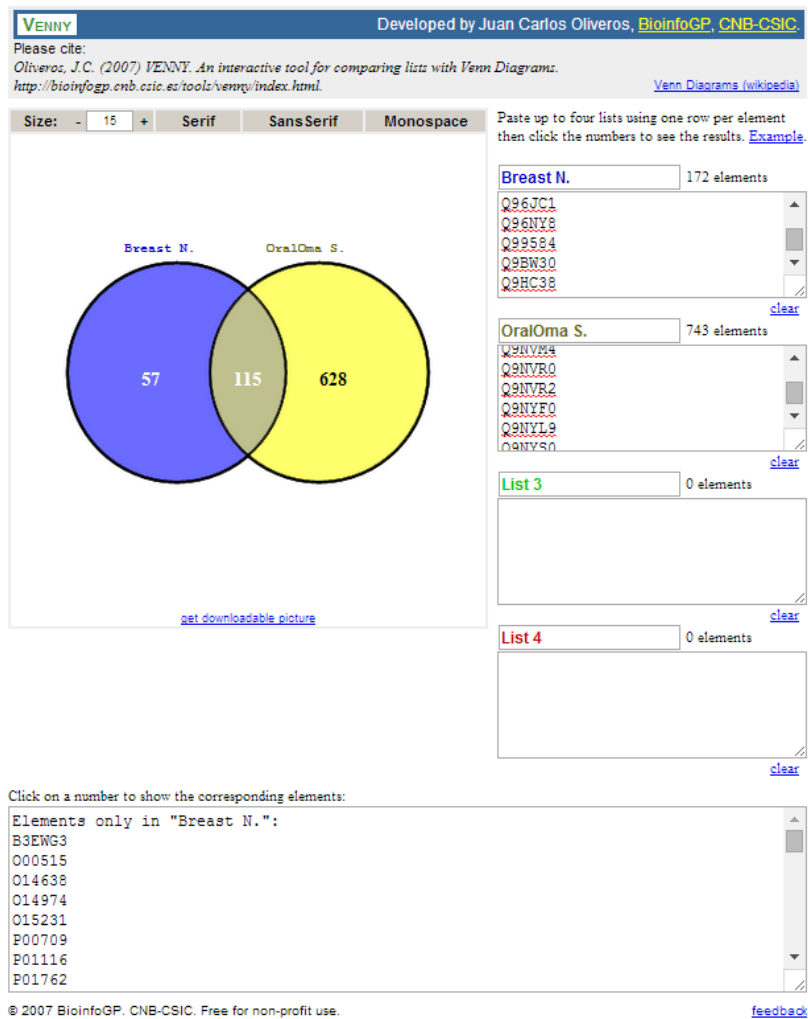 VENNY
Developed by Juan Carlos Oliveros, BioinfoGP, CNB-CSIC.
Please cite:
Oliveros, J.C. (2007) VENNY. An interactive tool for comparing lists with Venn Diagrams.
http://bioinfogp.cnb.csic.es/tools/venny/index.html.
Venn Diagrams (wikipedia)
Size: - 15 + Serif SansSerif Monospace
Breast N. OralOma S.
57 115 628
get downloadable picture
Paste up to four lists using one row per element
then click the numbers to see the results. Example.
Breast N. 172 elements
Q96JC1
Q96NY8
Q99584
Q9BW30
Q9HC38
clear
OralOma S. 743 elements
Q9NVM4
Q9NVR0
Q9NVR2
Q9NYF0
Q9NYL9
Q9NYS0
clear
List 3 0 elements
clear
List 4 0 elements
clear
Click on a number to show the corresponding elements:
Elements only in "Breast N.":
B3EWG3
O00515
O14638
O14974
O15231
P00709
P01116
P01762
© 2007 BioinfoGP. CNB-CSIC. Free for non-profit use.
feedback